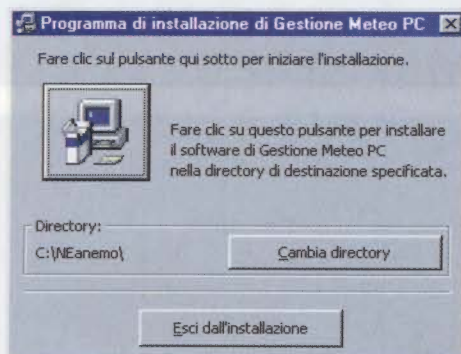 Programma di installazione di Gestione Meteo PC
Fare clic sul pulsante qui sotto per iniziare l'installazione.
Fare clic su questo pulsante per installare
il software di Gestione Meteo PC
nella directory di destinazione specificata.
Directory:
C:\NEanemo\
Cambia directory
Esci dall'installazione